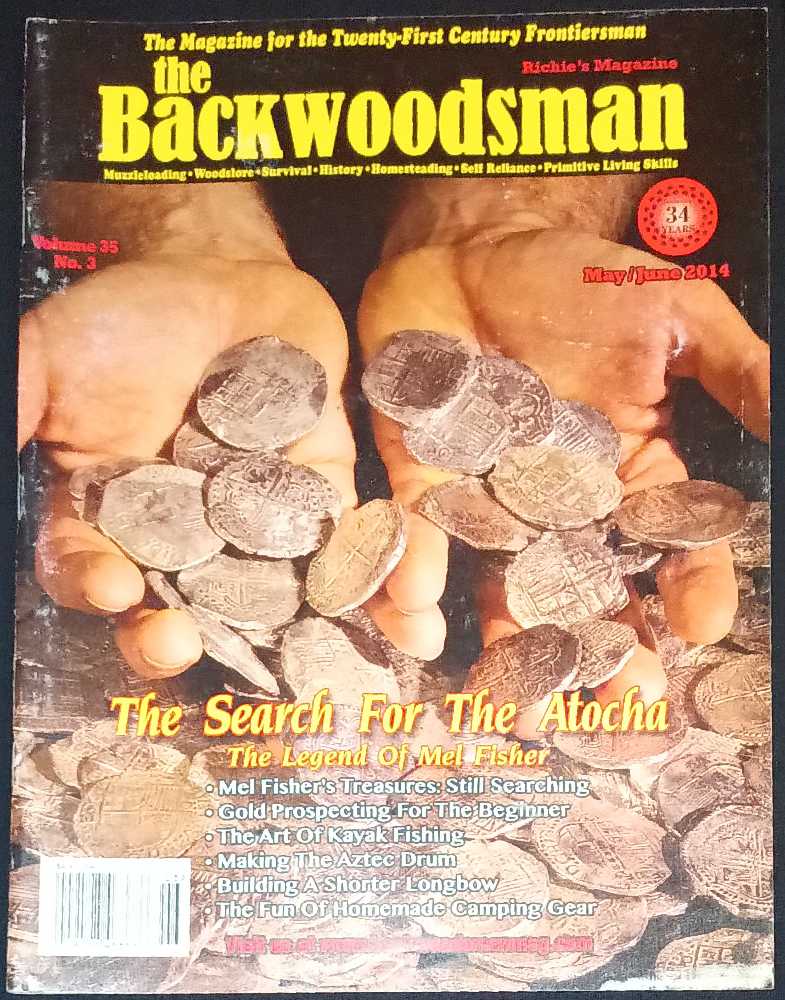 The Magazine for the Twenty-First Century Frontiersman
the
Richie's Magazine
Backwoodsman
Muzzleloading • Woodslore • Survival • History • Homesteading • Self Reliance • Primitive Living Skills
34
YEARS
Volume 35
No. 3
May/June 2014
The Search For The Atocha
The Legend Of Mel Fisher
• Mel Fisher's Treasures: Still Searching
• Gold Prospecting For The Beginner
• The Art Of Kayak Fishing
• Making The Aztec Drum
• Building A Shorter Longbow
• The Fun Of Homemade Camping Gear
Visit us at